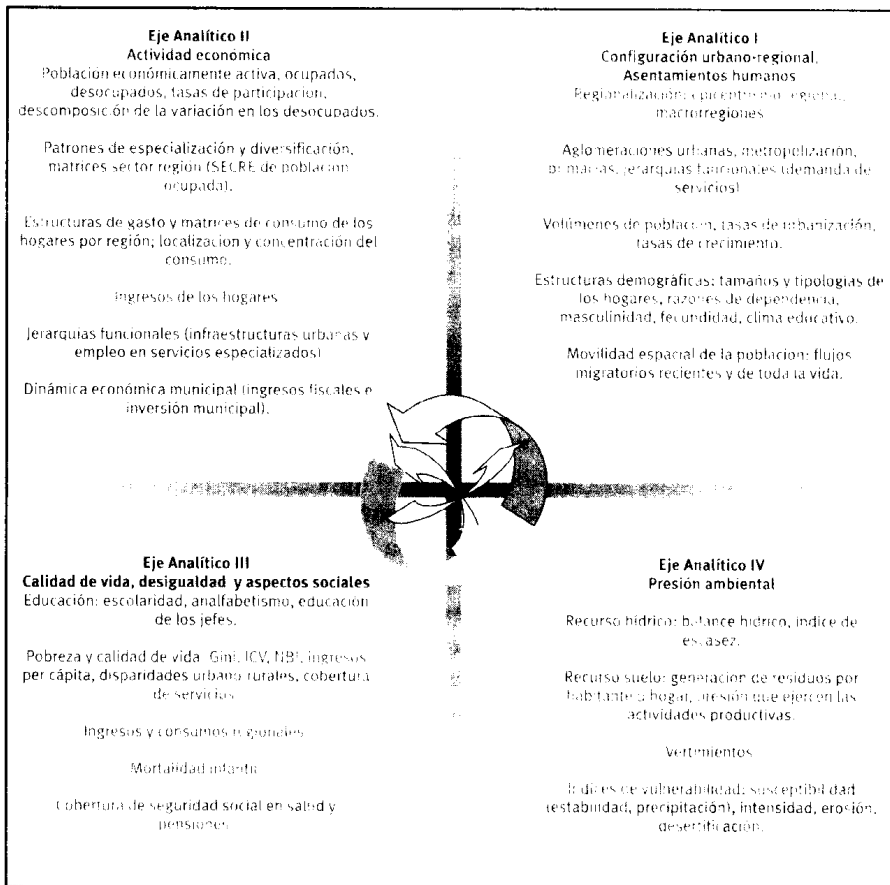 Eje Analítico II
Actividad económica
Población económicamente activa, ocupados,
desocupados, tasas de participación,
descomposición de la variación en los desocupados.
Patrones de especialización y diversificación,
matrices sector región (SECRE de población
ocupada).
Estructuras de gasto y matrices de consumo de los
hogares por región; localización y concentración del
consumo.
Ingresos de los hogares
Jerarquías funcionales (infraestructuras urbanas y
empleo en servicios especializados)
Dinámica económica municipal (ingresos fiscales e
inversión municipal).
Eje Analítico I
Configuración urbano-regional.
Asentamientos humanos
Regionalización:
macrorregiones
Aglomeraciones urbanas, metropolización,
primacías, jerarquías funcionales (demanda de
servicios)
Volúmenes de población, tasas de urbanización,
tasas de crecimiento.
Estructuras demográficas: tamaños y tipologías de
los hogares, razones de dependencia,
masculinidad, fecundidad, clima educativo.
Movilidad espacial de la población: flujos
migratorios recientes y de toda la vida.
Eje Analítico III
Calidad de vida, desigualdad y aspectos sociales
Educación: escolaridad, analfabetismo, educación
de los jefes.
Pobreza y calidad de vida Gini, ICV, NBI, ingresos
per cápita, disparidades urbano rurales, cobertura
de servicios
Ingresos y consumos regionales
Mortalidad infantil
Cobertura de seguridad social en salud y
pensiones
Eje Analítico IV
Presión ambiental
Recurso hídrico: balance hídrico, índice de
escasez.
Recurso suelo: generación de residuos por
habitante u hogar, presión que ejercen las
actividades productivas.
Vertimientos
Índices de vulnerabilidad: susceptibilidad
(estabilidad, precipitación), intensidad, erosión,
desertificación.